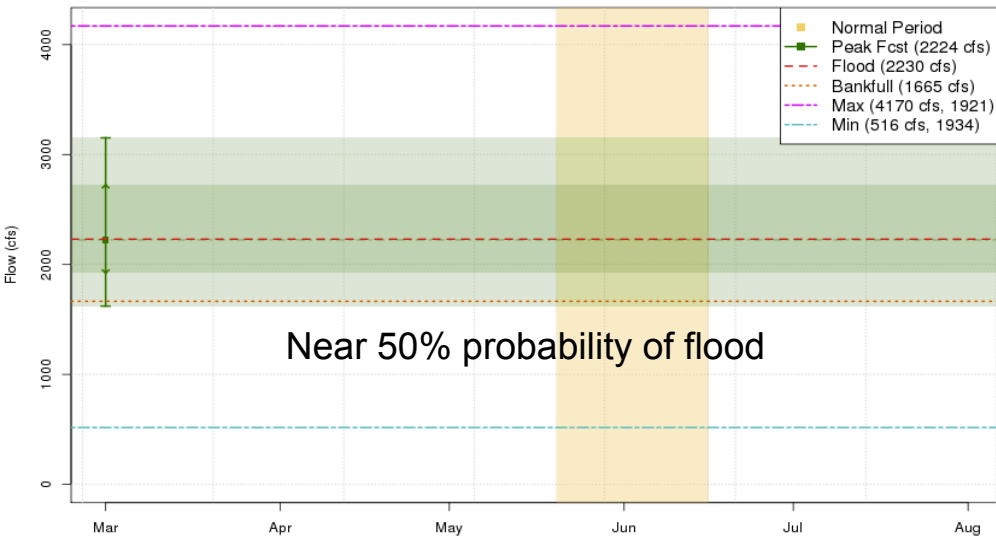 Normal Period
Peak Fcst (2224 cfs)
Flood (2230 cfs)
Bankfull (1665 cfs)
Max (4170 cfs, 1921)
Min (516 cfs, 1934)
Flow (cfs)
4000
3000
2000
1000
0
Near 50% probability of flood
Mar Apr May Jun Jul Aug